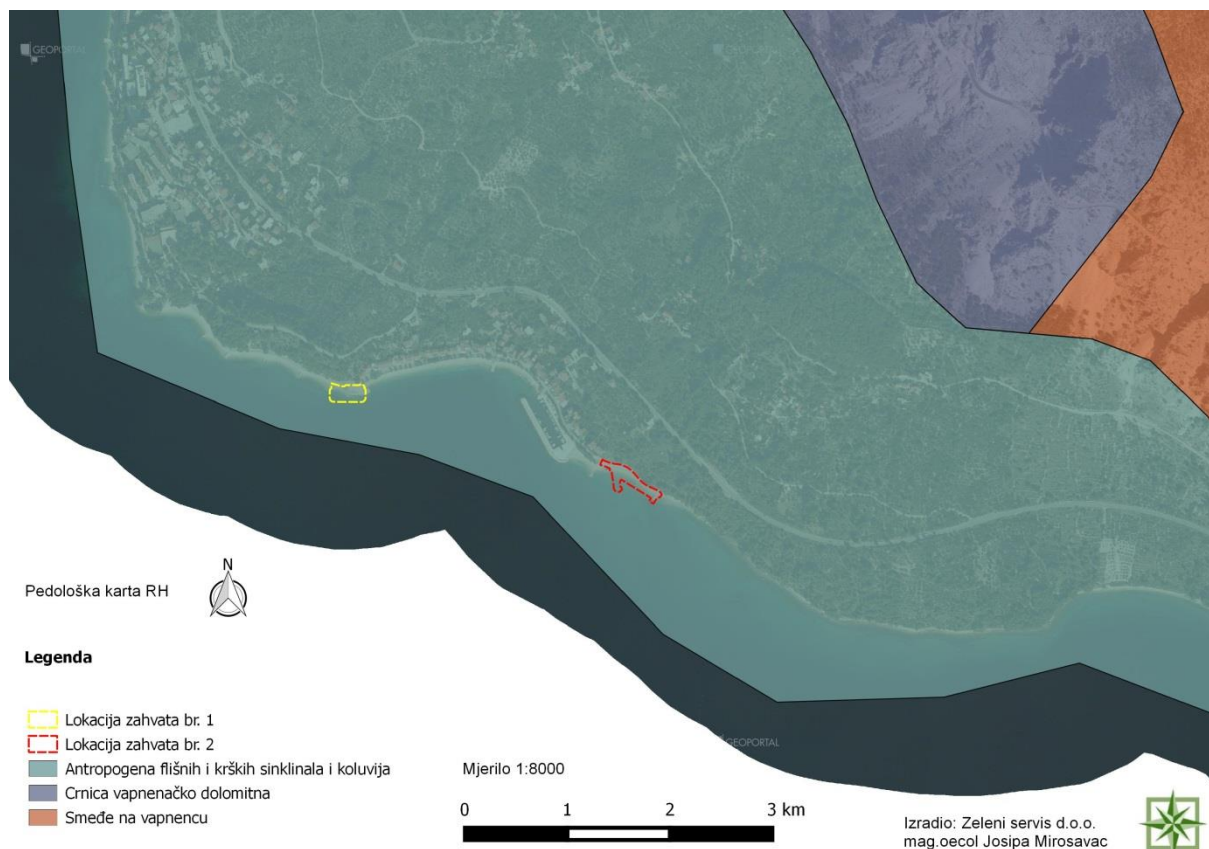 GEOPORTAL
Pedološka karta RH
N
Legenda
Lokacija zahvata br. 1
Lokacija zahvata br. 2
Antropogena flišnih i krških sinklinala i koluvija
Crnica vapnenačko dolomitna
Smeđe na vapnencu
GEOPORTAL
Mjerilo 1:8000
0 1 2 3 km
Izradio: Zeleni servis d.o.o.
mag.oecol Josipa Mirosavac